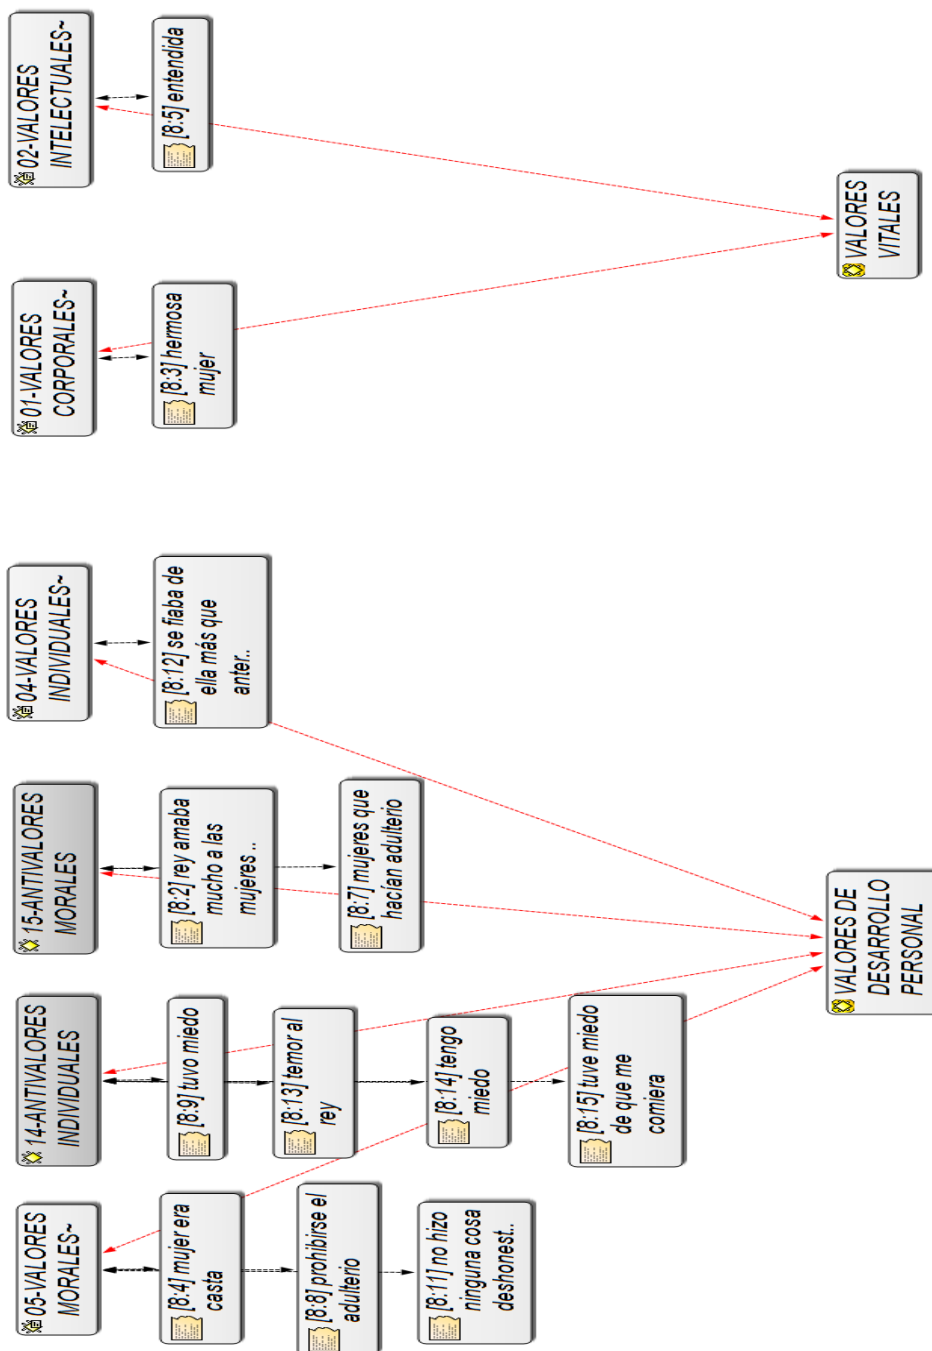 05-VALORES
MORALES~
[8:4] mujer era
casta
[8:8] prohibirse el
adulterio
[8:11] no hizo
ninguna cosa
deshonest..
14-ANTIVALORES
INDIVIDUALES
[8:9] tuvo miedo
[8:13] temor al
rey
[8:14] tengo
miedo
[8:15] tuve miedo
de que me
comiera
15-ANTIVALORES
MORALES
[8:2] rey amaba
mucho a las
mujeres ..
[8:7] mujeres que
hacían adulterio
04-VALORES
INDIVIDUALES~
[8:12] se fiaba de
ella más que
anter..
VALORES DE
DESARROLLO
PERSONAL
01-VALORES
CORPORALES~
[8:3] hermosa
mujer
02-VALORES
INTELECTUALES~
[8:5] entendida
VALORES
VITALES